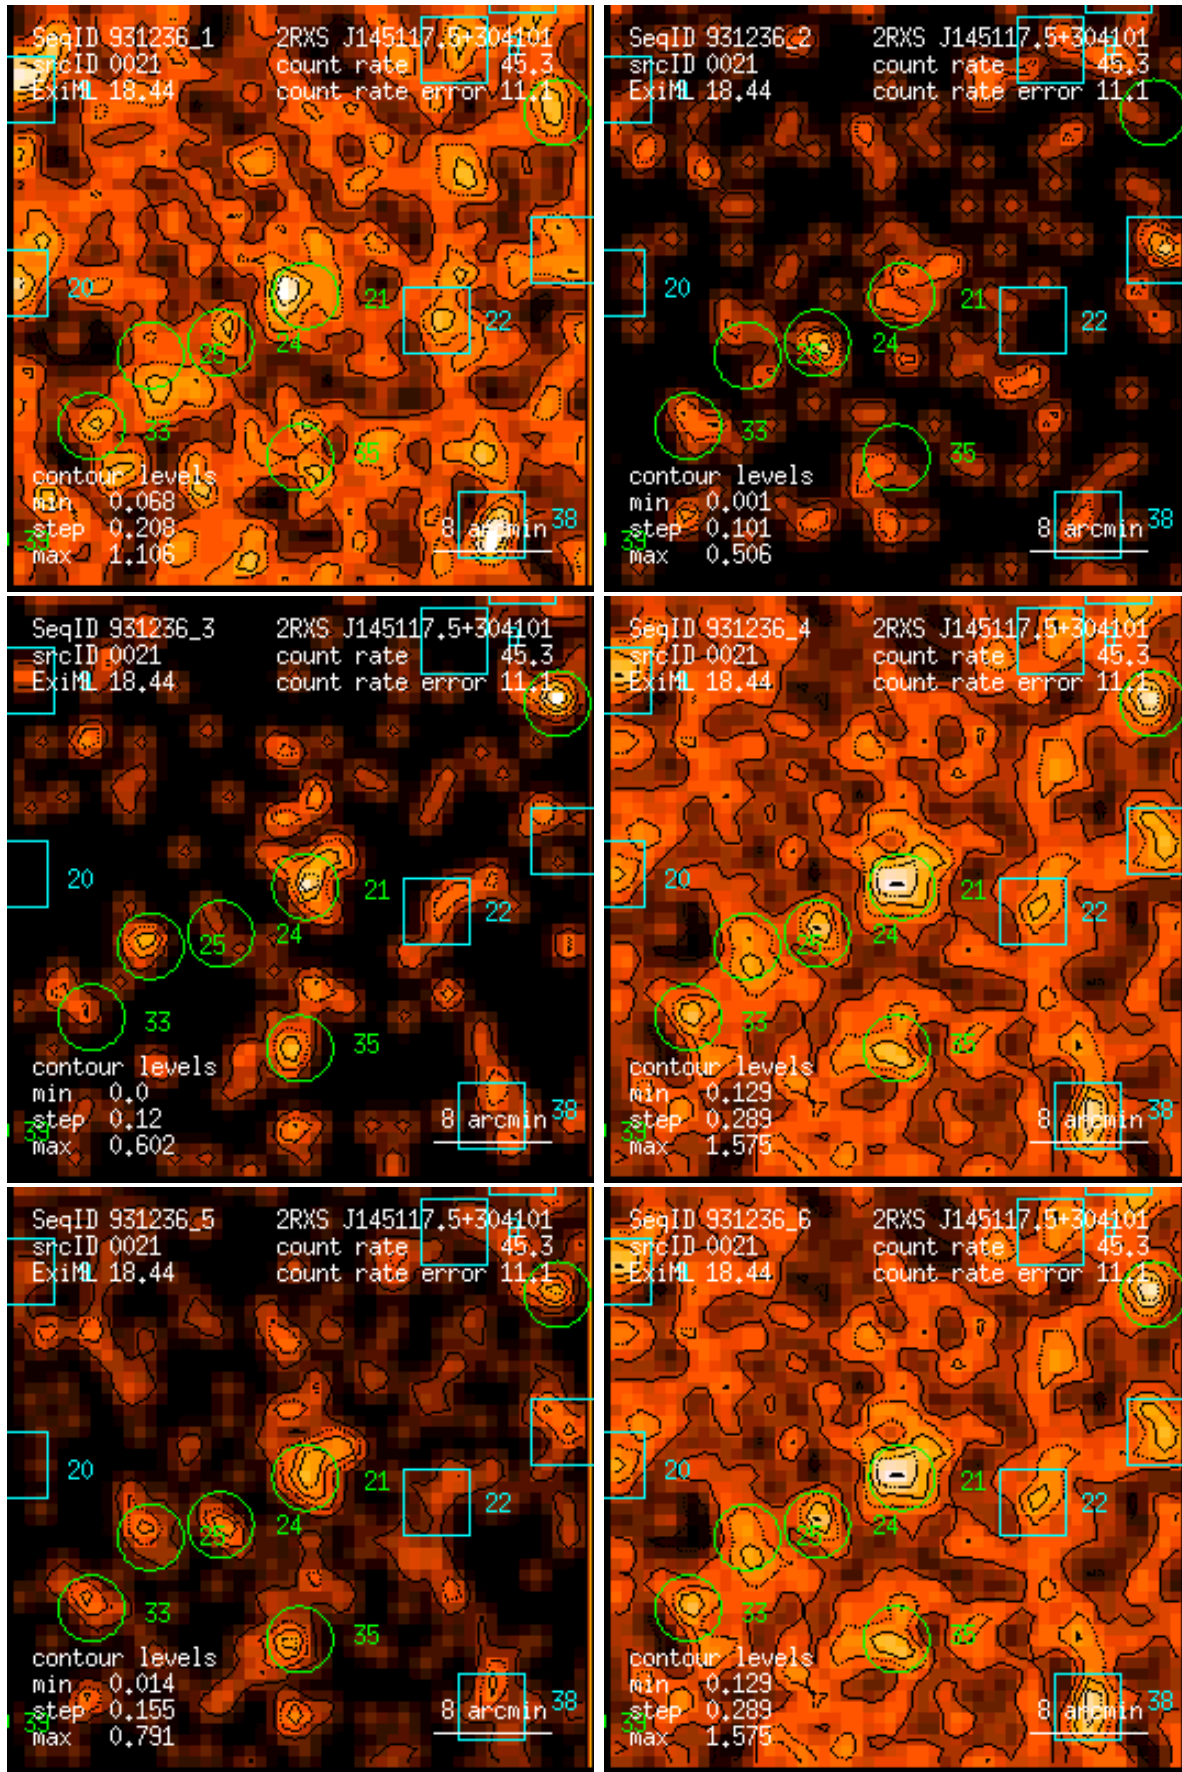 SeqID 931236_1 2RXS J145117.5+304101
srcID 0021 count rate 45.3
ExiML 18.44 count rate error 11.1
20
21
22
24
25
33
35
contour levels
min 0.068
step 0.208
max 1.106
8 arcmin
38
39
SeqID 931236_2 2RXS J145117.5+304101
srcID 0021 count rate 45.3
ExiML 18.44 count rate error 11.1
20
21
22
24
25
33
35
contour levels
min 0.001
step 0.101
max 0.506
8 arcmin
38
39
SeqID 931236_3 2RXS J145117.5+304101
srcID 0021 count rate 45.3
ExiML 18.44 count rate error 11.1
20
21
22
24
25
33
35
contour levels
min 0.0
step 0.12
max 0.602
8 arcmin
38
39
SeqID 931236_4 2RXS J145117.5+304101
srcID 0021 count rate 45.3
ExiML 18.44 count rate error 11.1
20
21
22
24
25
33
35
contour levels
min 0.129
step 0.289
max 1.575
8 arcmin
38
39
SeqID 931236_5 2RXS J145117.5+304101
srcID 0021 count rate 45.3
ExiML 18.44 count rate error 11.1
20
21
22
24
25
33
35
contour levels
min 0.014
step 0.155
max 0.791
8 arcmin
38
39
SeqID 931236_6 2RXS J145117.5+304101
srcID 0021 count rate 45.3
ExiML 18.44 count rate error 11.1
20
21
22
24
25
33
35
contour levels
min 0.129
step 0.289
max 1.575
8 arcmin
38
39